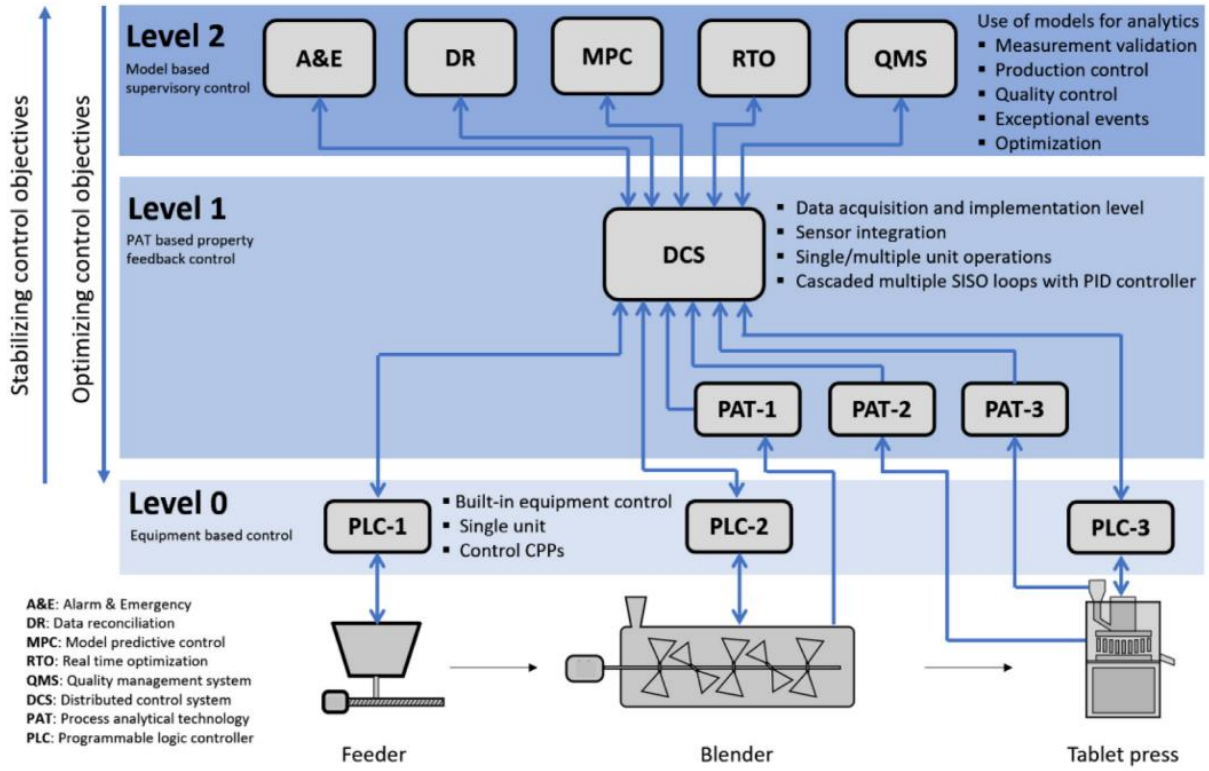 Stabilizing control objectives
Optimizing control objectives
Level 2
Model based
supervisory control
A&E
DR
MPC
RTO
QMS
Use of models for analytics
▪ Measurement validation
▪ Production control
▪ Quality control
▪ Exceptional events
▪ Optimization
Level 1
PAT based property
feedback control
DCS
▪ Data acquisition and implementation level
▪ Sensor integration
▪ Single/multiple unit operations
▪ Cascaded multiple SISO loops with PID controller
PAT-1
PAT-2
PAT-3
Level 0
Equipment based control
PLC-1
▪ Built-in equipment control
▪ Single unit
▪ Control CPPs
PLC-2
PLC-3
A&E: Alarm & Emergency
DR: Data reconciliation
MPC: Model predictive control
RTO: Real time optimization
QMS: Quality management system
DCS: Distributed control system
PAT: Process analytical technology
PLC: Programmable logic controller
Feeder
Blender
Tablet press